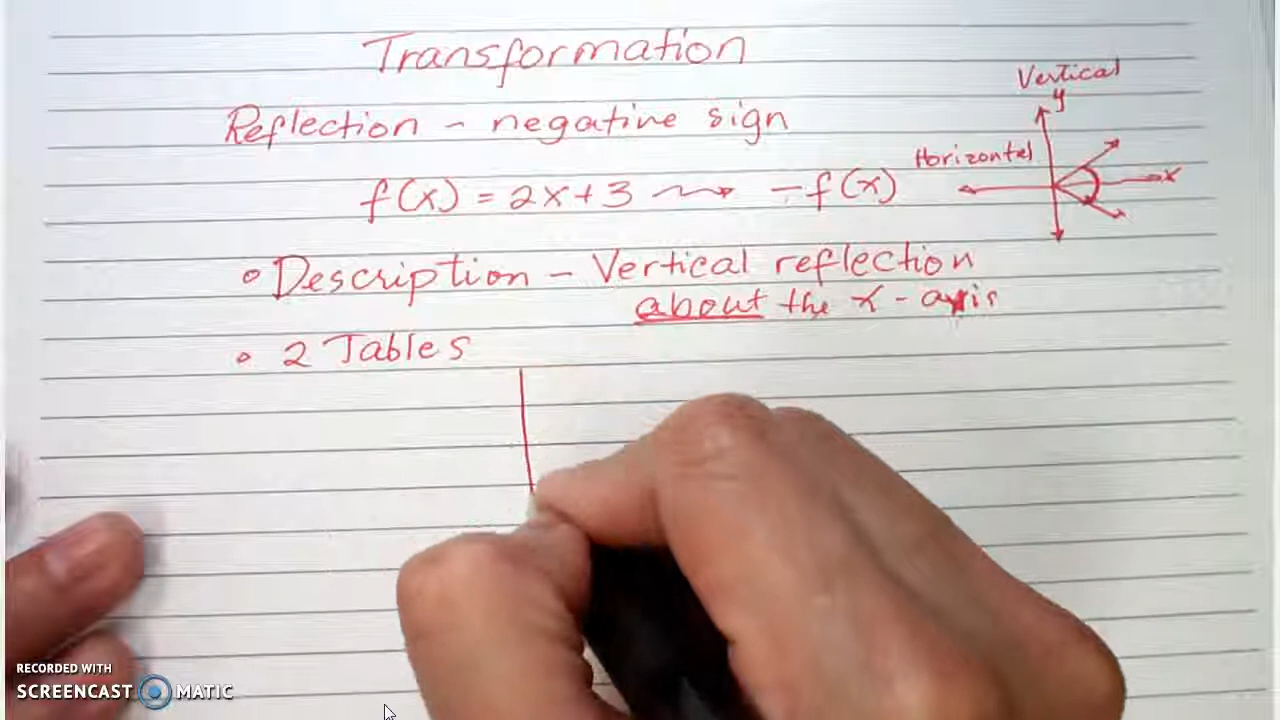 Transformation
Vertical
y
Reflection - negative sign
Horizontal
x
f(x) = 2x+3 ⇝ -f(x)
• Description - Vertical reflection
about the x-axis
• 2 Tables
RECORDED WITH
SCREENCAST MATIC